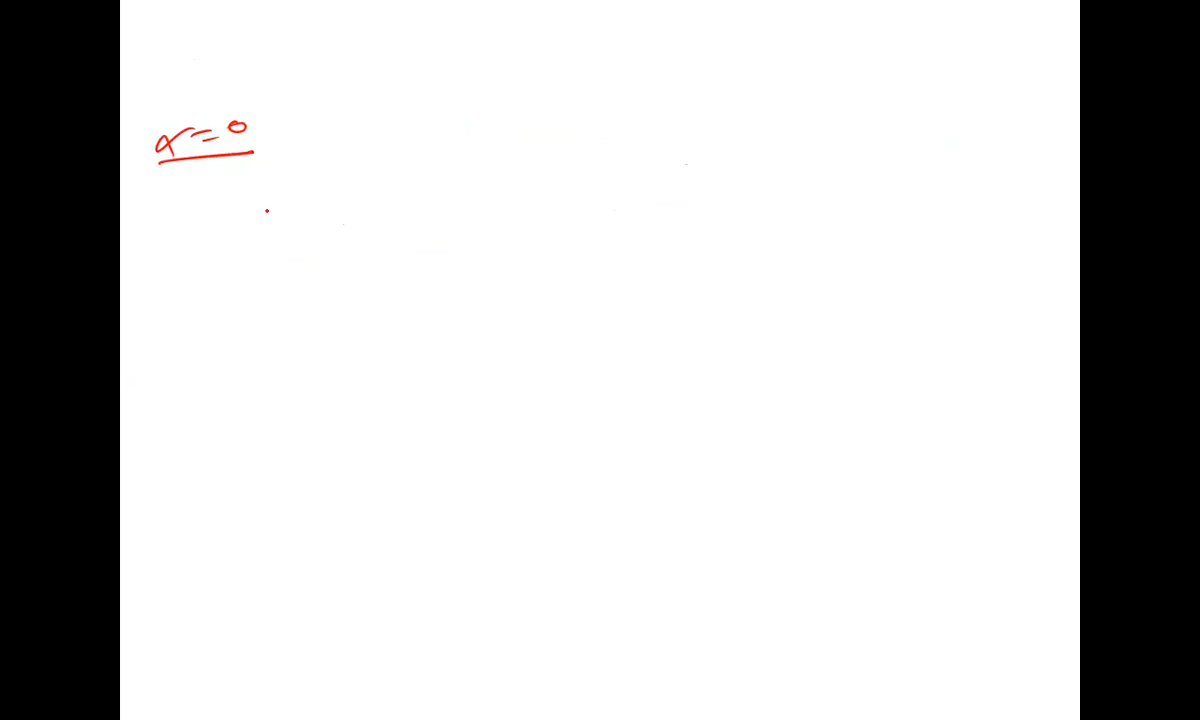 α = 0